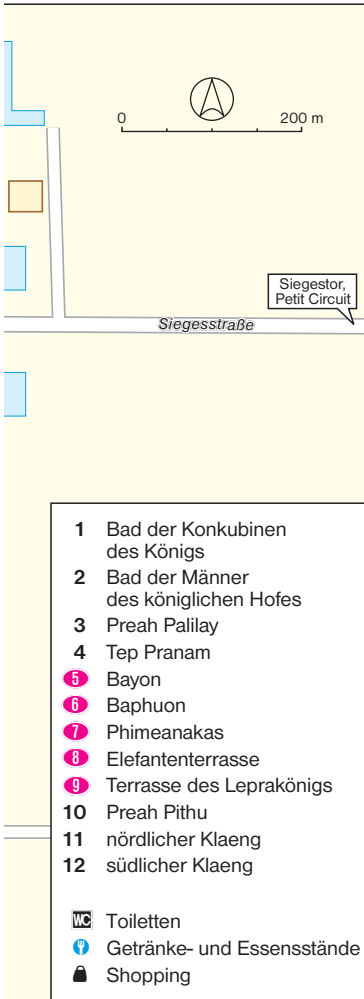 0 200 m
Siegestor,
Petit Circuit
Siegesstraße
1 Bad der Konkubinen
des Königs
2 Bad der Männer
des königlichen Hofes
3 Preah Palilay
4 Tep Pranam
5 Bayon
6 Baphuon
7 Phimeanakas
8 Elefantenterrasse
9 Terrasse des Leprakönigs
10 Preah Pithu
11 nördlicher Klaeng
12 südlicher Klaeng
WC Toiletten
Getränke- und Essensstände
Shopping